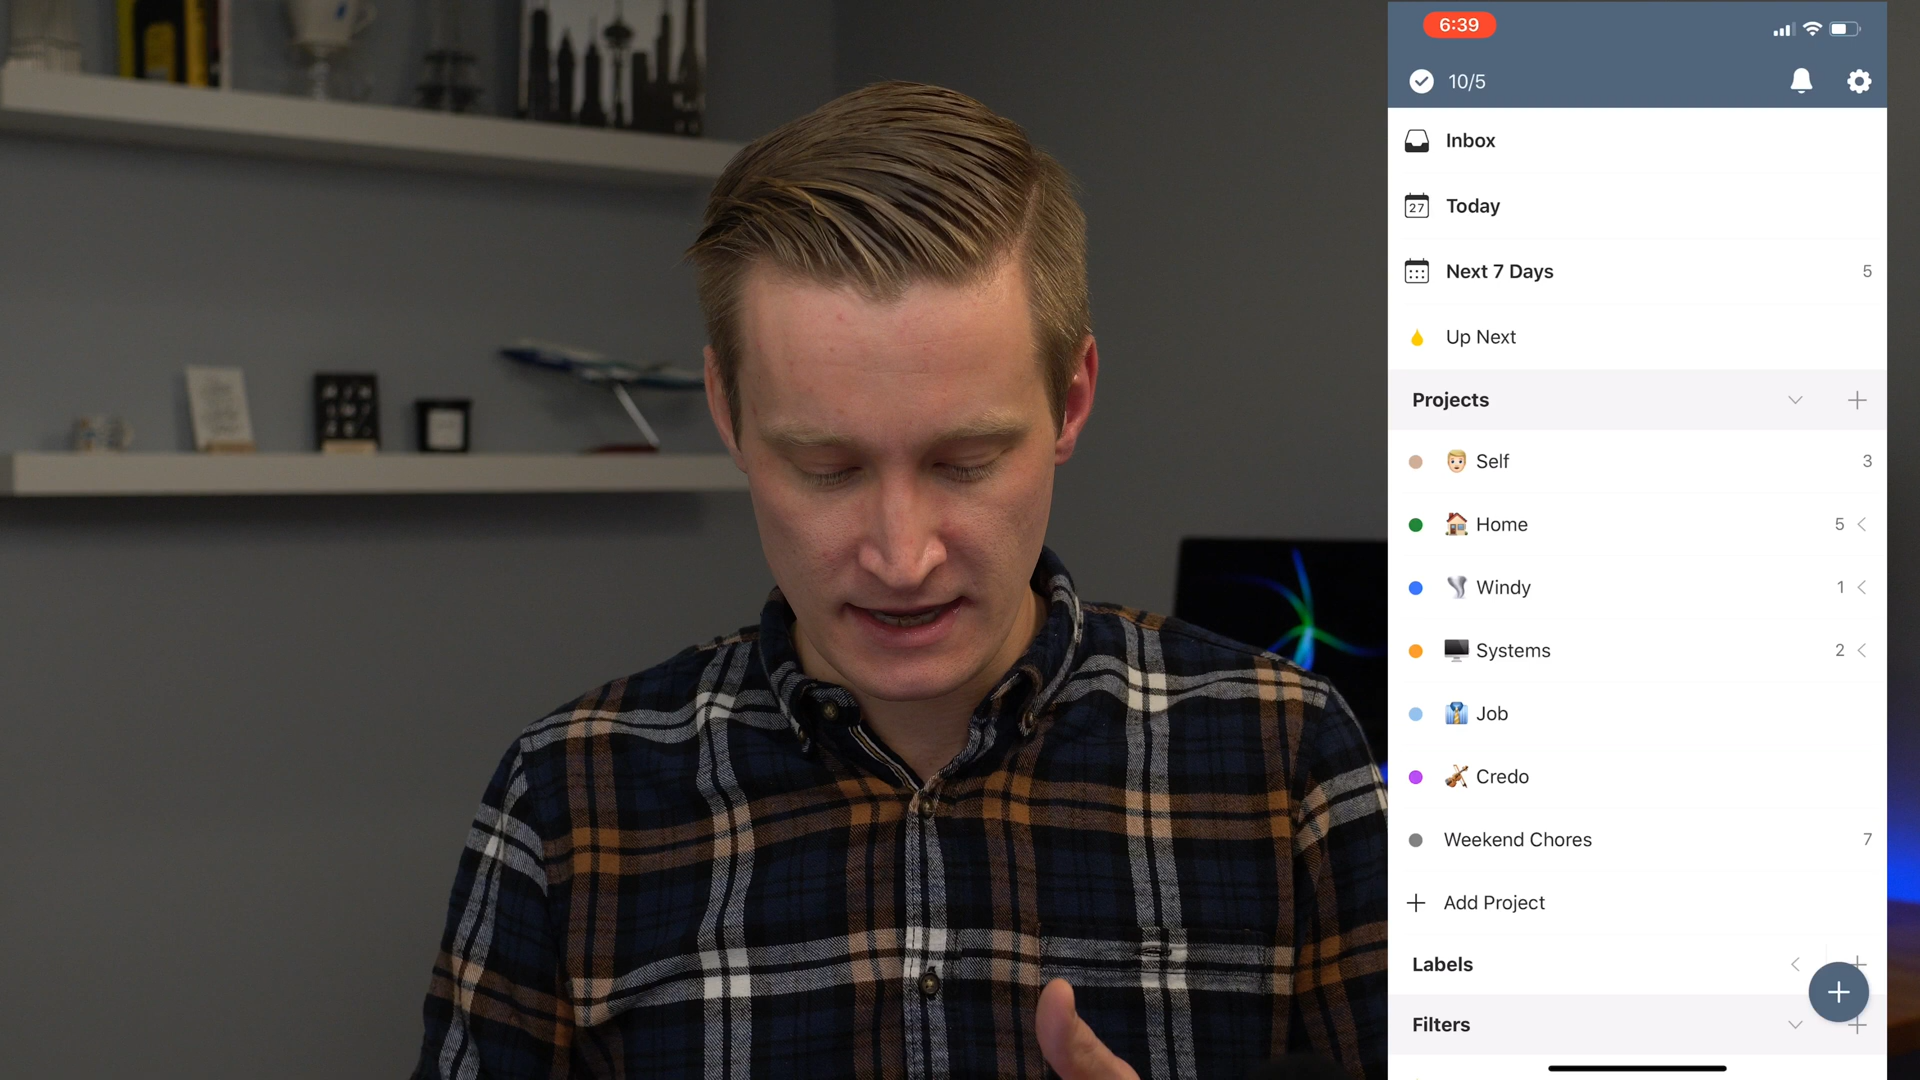 6:39
10/5
Inbox
27 Today
Next 7 Days 5
Up Next
Projects
Self 3
Home 5
Windy 1
Systems 2
Job
Credo
Weekend Chores 7
Add Project
Labels
Filters